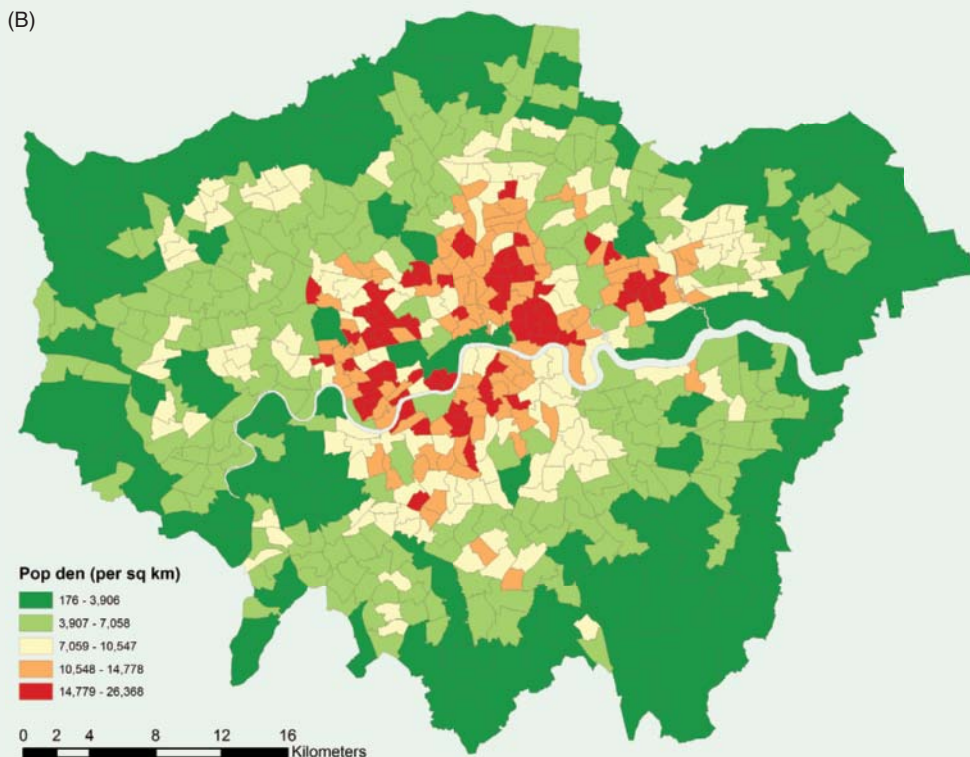 (B)
Pop den (per sq km)
176 - 3,906
3,907 - 7,058
7,059 - 10,547
10,548 - 14,778
14,779 - 26,368
0 2 4 8 12 16
Kilometers